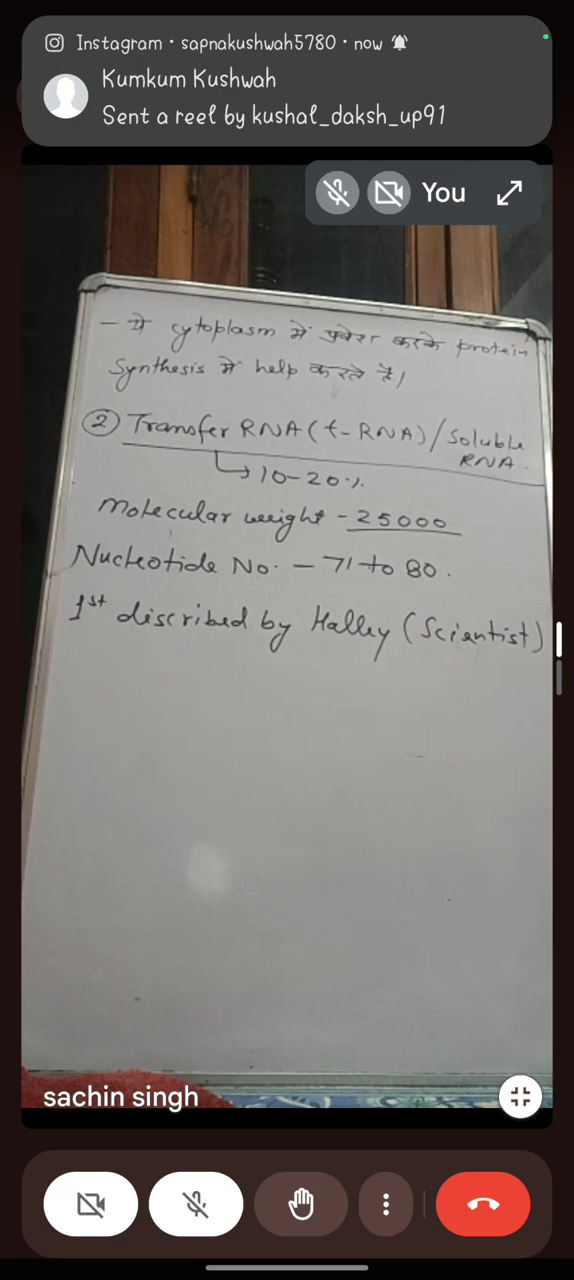 Instagram • sapnakushwah5780 • now
Kumkum Kushwah
Sent a reel by kushal_daksh_up91
You
- ये cytoplasm में प्रवेश करके protein
Synthesis में help करते है।
② Transfer RNA (t-RNA)/Soluble
RNA.
↳ 10-20%
Molecular weight - 25000
Nucleotide No. - 71 to 80.
1st discribed by Halley (Scientist)
sachin singh